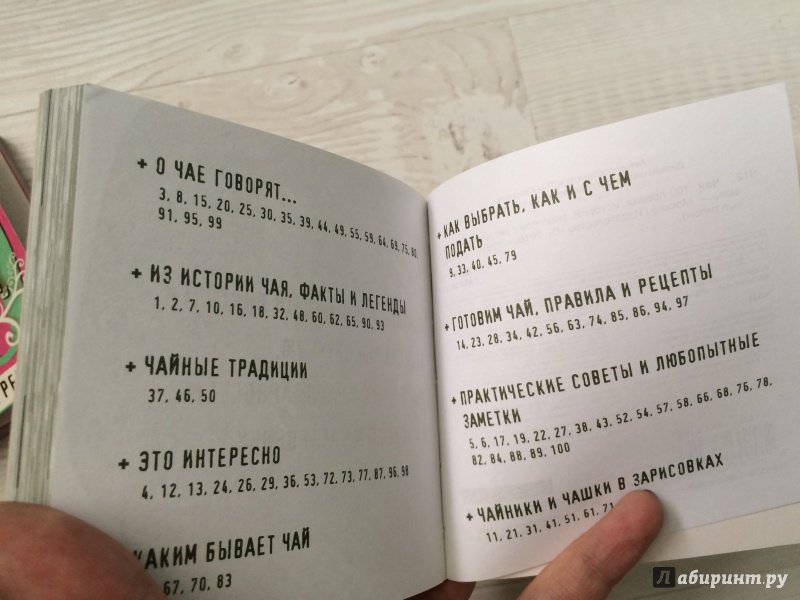 + О ЧАЕ ГОВОРЯТ...
3, 8, 15, 20, 25, 30, 35, 39, 44, 49, 55, 59, 64, 69, 75, 80,
91, 95, 99
+ ИЗ ИСТОРИИ ЧАЯ, ФАКТЫ И ЛЕГЕНДЫ
1, 2, 7, 10, 16, 18, 32, 48, 60, 62, 65, 90, 93
+ ЧАЙНЫЕ ТРАДИЦИИ
37, 46, 50
+ ЭТО ИНТЕРЕСНО
4, 12, 13, 24, 26, 29, 36, 53, 72, 73, 77, 87, 96, 98
КАКИМ БЫВАЕТ ЧАЙ
67, 70, 83
+ КАК ВЫБРАТЬ, КАК И С ЧЕМ
ПОДАТЬ
9, 33, 40, 45, 79
+ ГОТОВИМ ЧАЙ, ПРАВИЛА И РЕЦЕПТЫ
14, 23, 28, 34, 42, 56, 63, 74, 85, 86, 94, 97
+ ПРАКТИЧЕСКИЕ СОВЕТЫ И ЛЮБОПЫТНЫЕ
ЗАМЕТКИ
5, 6, 17, 19, 22, 27, 38, 43, 52, 54, 57, 58, 66, 68, 76, 78,
82, 84, 88, 89, 100
+ ЧАЙНИКИ И ЧАШКИ В ЗАРИСОВКАХ
11, 21, 31, 41, 51, 61, 71
Лабиринт.ру